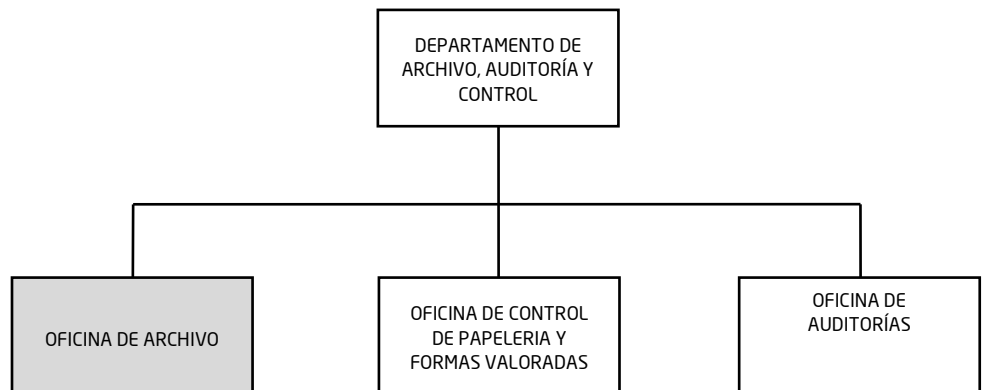 DEPARTAMENTO DE
ARCHIVO, AUDITORÍA Y
CONTROL
OFICINA DE ARCHIVO
OFICINA DE CONTROL
DE PAPELERIA Y
FORMAS VALORADAS
OFICINA DE
AUDITORÍAS